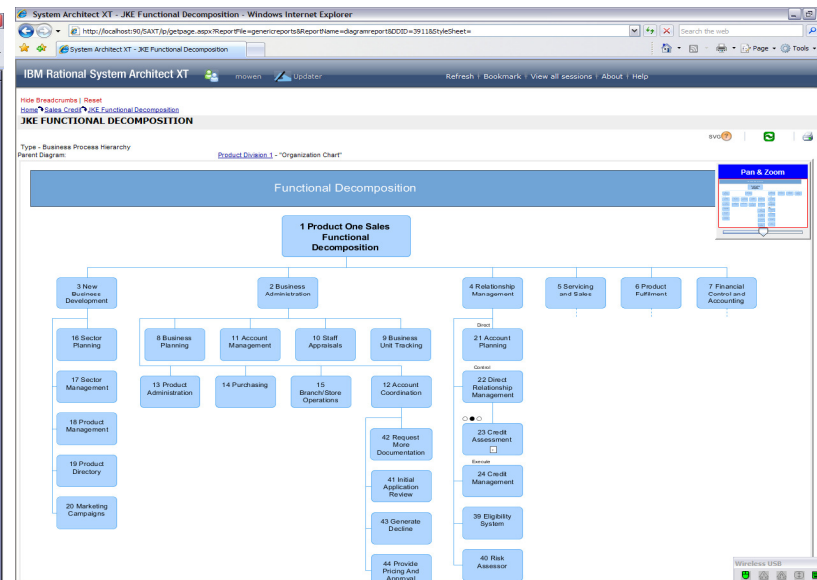 System Architect XT - JKE Functional Decomposition - Windows Internet Explorer
http://localhost:90/SAXT/ip/getpage.aspx?ReportFile=genericreports&ReportName=diagramreport&DDID=3911&StyleSheet=
Search the web
System Architect XT - JKE Functional Decomposition
Page
Tools
IBM Rational System Architect XT
mowen
Updater
Refresh | Bookmark | View all sessions | About | Help
Hide Breadcrumbs | Reset
Home Sales Credit JKE Functional Decomposition
JKE FUNCTIONAL DECOMPOSITION
svo
Type - Business Process Hierarchy
Parent Diagram:
Product Division 1 - "Organization Chart"
Pan & Zoom
Functional Decomposition
1 Product One Sales
Functional
Decomposition
3 New
Business
Development
2 Business
Administration
4 Relationship
Management
5 Servicing
and Sales
6 Product
Fulfilment
7 Financial
Control and
Accounting
16 Sector
Planning
8 Business
Planning
11 Account
Management
10 Staff
Appraisals
9 Business
Unit Tracking
Direct
21 Account
Planning
17 Sector
Management
13 Product
Administration
14 Purchasing
15
Branch/Store
Operations
12 Account
Coordination
Control
22 Direct
Relationship
Management
18 Product
Management
42 Request
More
Documentation
23 Credit
Assessment
19 Product
Directory
41 Initial
Application
Review
Execute
24 Credit
Management
20 Marketing
Campaigns
43 Generate
Decline
39 Eligibility
System
44 Provide
Pricing And
Approval
40 Risk
Assessor
Wireless USB